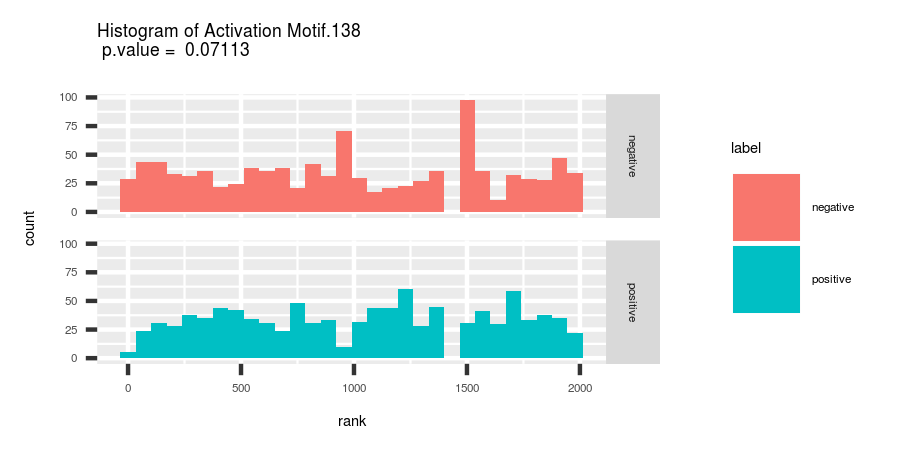 Histogram of Activation Motif.138
p.value = 0.07113
100
75
50
25
0
negative
100
75
50
25
0
positive
0
500
1000
1500
2000
rank
count
label
negative
positive